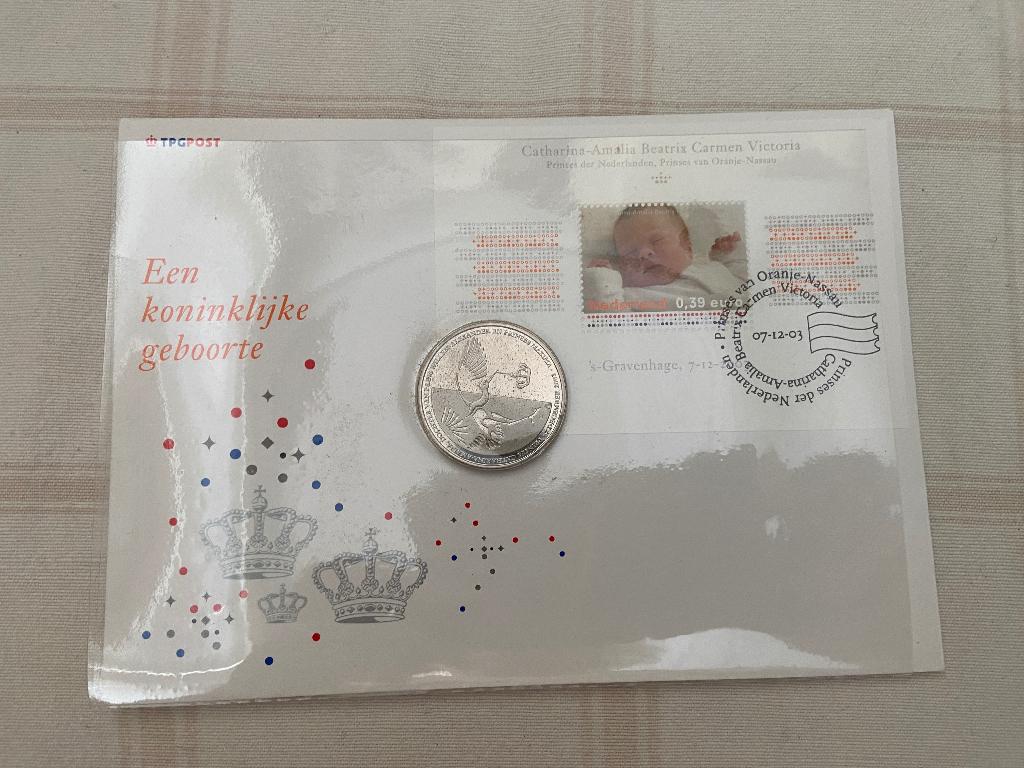 TPGPOST
Catharina-Amalia Beatrix Carmen Victoria
Prinses der Nederlanden, Prinses van Oranje-Nassau
Een
koninklijke
geboorte
Nederland 0,39 euro
's-Gravenhage, 7-12-
Prinses der Nederlanden • Prinses van Oranje-Nassau
Catharina-Amalia Beatrix Carmen Victoria
07-12-03